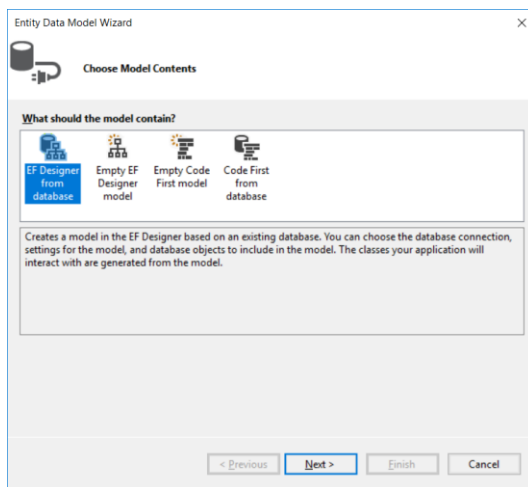 Entity Data Model Wizard
Choose Model Contents
What should the model contain?
EF Designer from database
Empty EF Designer model
Empty Code First model
Code First from database
Creates a model in the EF Designer based on an existing database. You can choose the database connection,
settings for the model, and database objects to include in the model. The classes your application will
interact with are generated from the model.
< Previous
Next >
Finish
Cancel